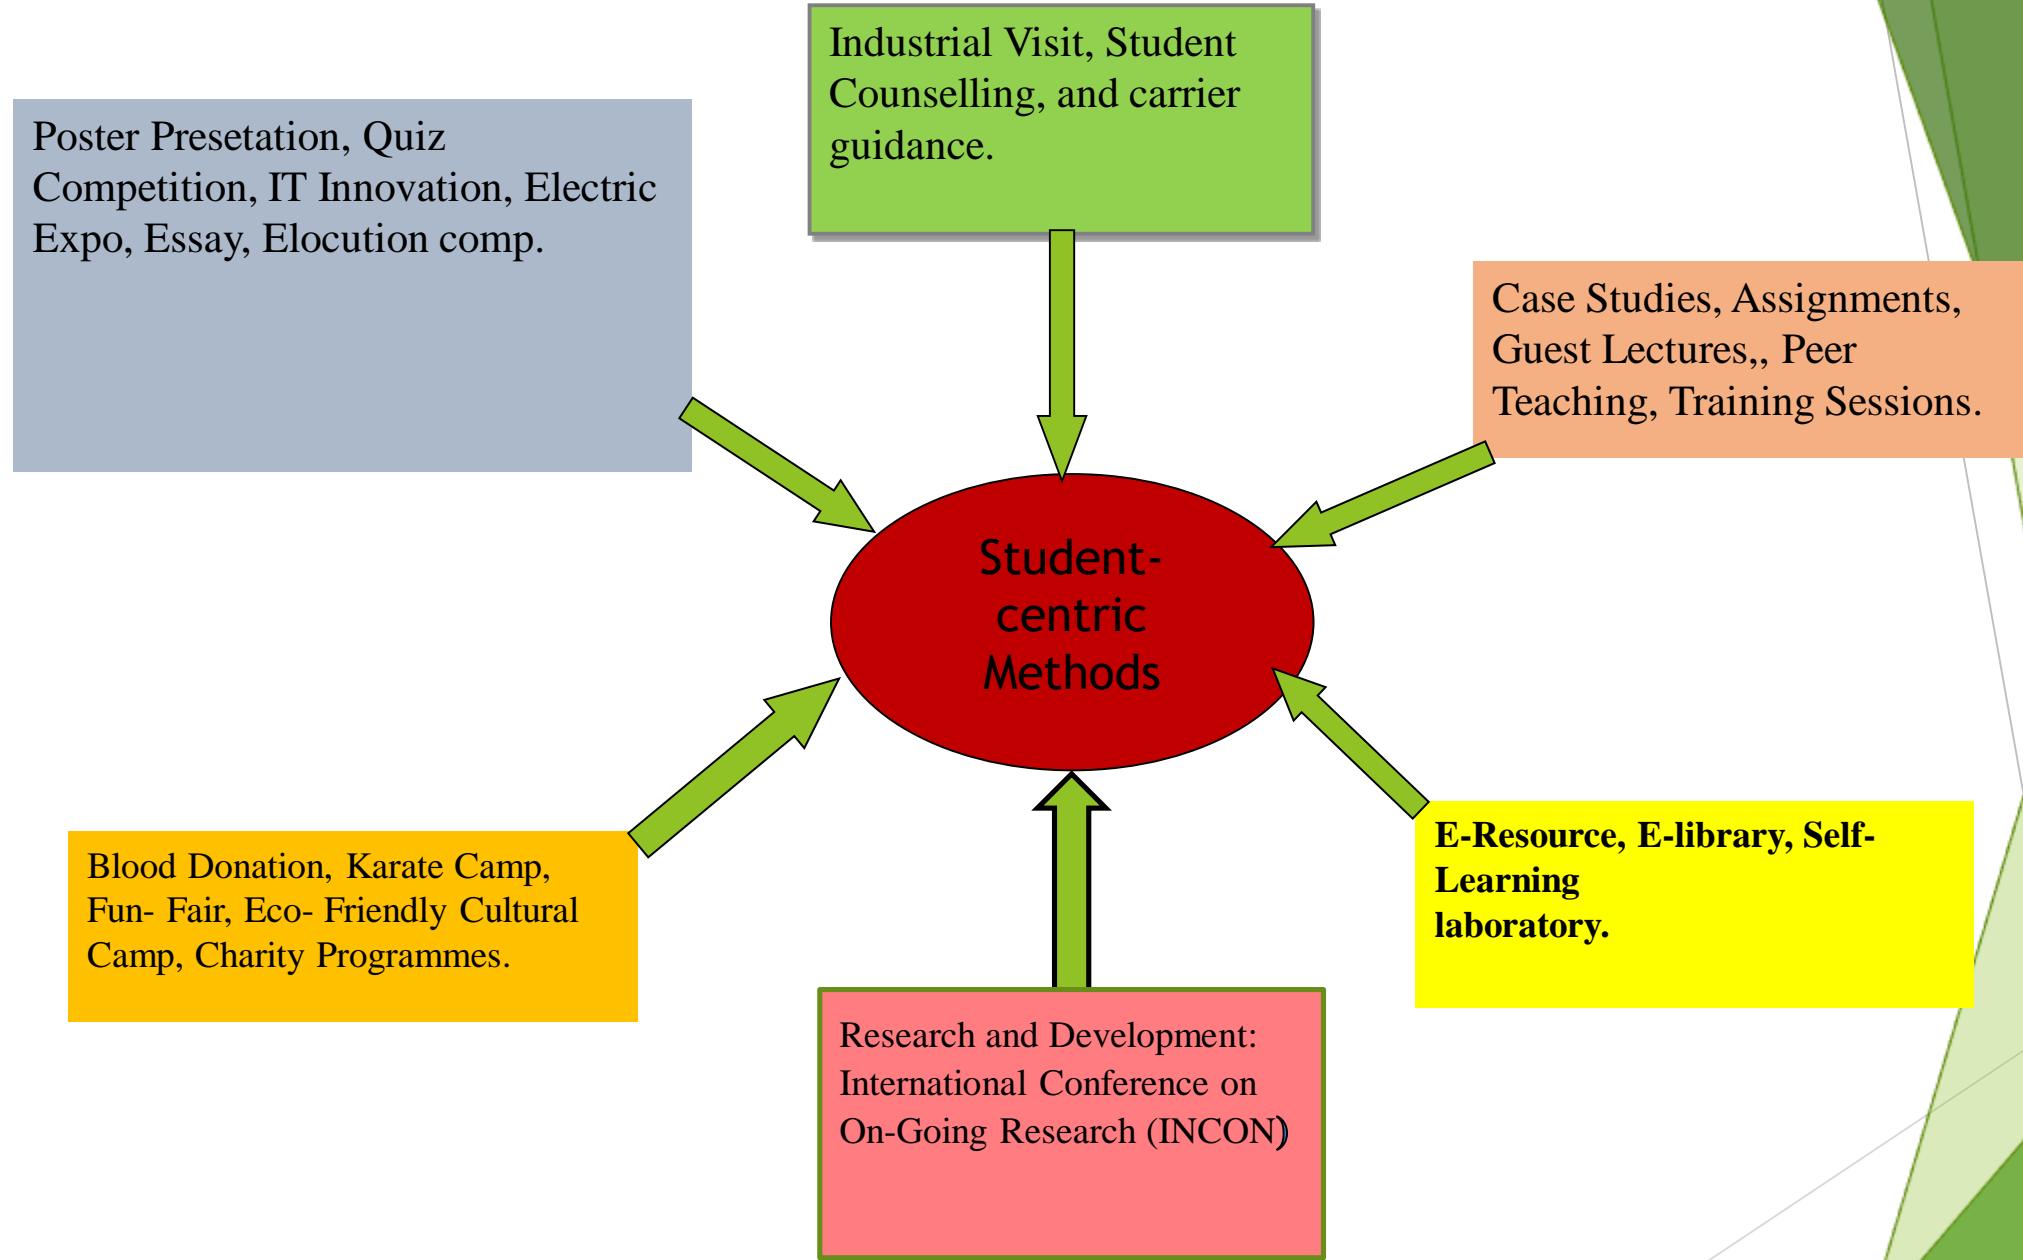 Industrial Visit, Student
Counselling, and carrier
guidance.
Poster Presetation, Quiz
Competition, IT Innovation, Electric
Expo, Essay, Elocution comp.
Case Studies, Assignments,
Guest Lectures,, Peer
Teaching, Training Sessions.
Student-
centric
Methods
Blood Donation, Karate Camp,
Fun- Fair, Eco- Friendly Cultural
Camp, Charity Programmes.
E-Resource, E-library, Self-
Learning
laboratory.
Research and Development:
International Conference on
On-Going Research (INCON)